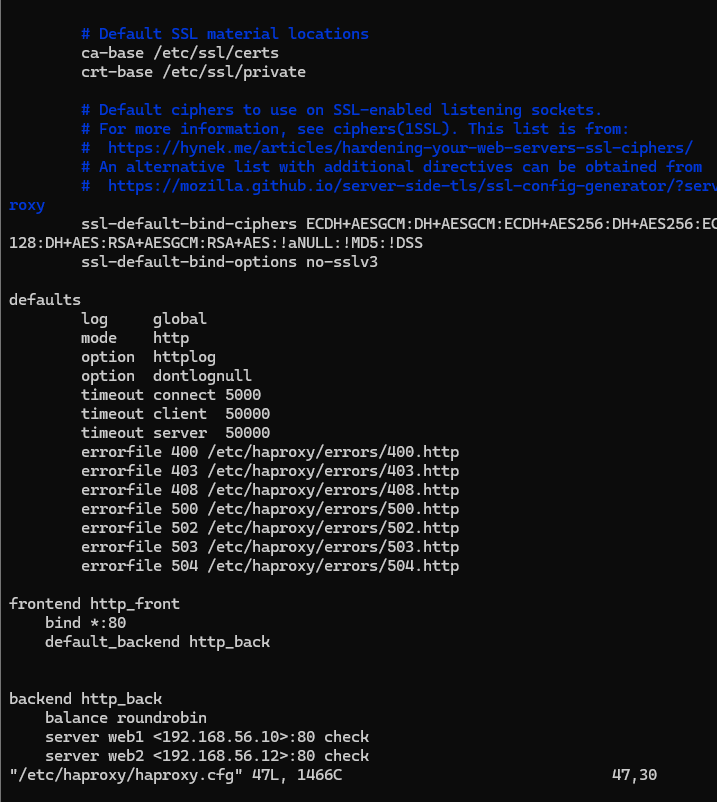 # Default SSL material locations
ca-base /etc/ssl/certs
crt-base /etc/ssl/private
# Default ciphers to use on SSL-enabled listening sockets.
# For more information, see ciphers(1SSL). This list is from:
#  https://hynek.me/articles/hardening-your-web-servers-ssl-ciphers/
# An alternative list with additional directives can be obtained from
#  https://mozilla.github.io/server-side-tls/ssl-config-generator/?serv
roxy
ssl-default-bind-ciphers ECDH+AESGCM:DH+AESGCM:ECDH+AES256:DH+AES256:EC
128:DH+AES:RSA+AESGCM:RSA+AES:!aNULL:!MD5:!DSS
ssl-default-bind-options no-sslv3
defaults
log     global
mode    http
option  httplog
option  dontlognull
timeout connect 5000
timeout client  50000
timeout server  50000
errorfile 400 /etc/haproxy/errors/400.http
errorfile 403 /etc/haproxy/errors/403.http
errorfile 408 /etc/haproxy/errors/408.http
errorfile 500 /etc/haproxy/errors/500.http
errorfile 502 /etc/haproxy/errors/502.http
errorfile 503 /etc/haproxy/errors/503.http
errorfile 504 /etc/haproxy/errors/504.http
frontend http_front
bind *:80
default_backend http_back
backend http_back
balance roundrobin
server web1 <192.168.56.10>:80 check
server web2 <192.168.56.12>:80 check
"/etc/haproxy/haproxy.cfg" 47L, 1466C 47,30